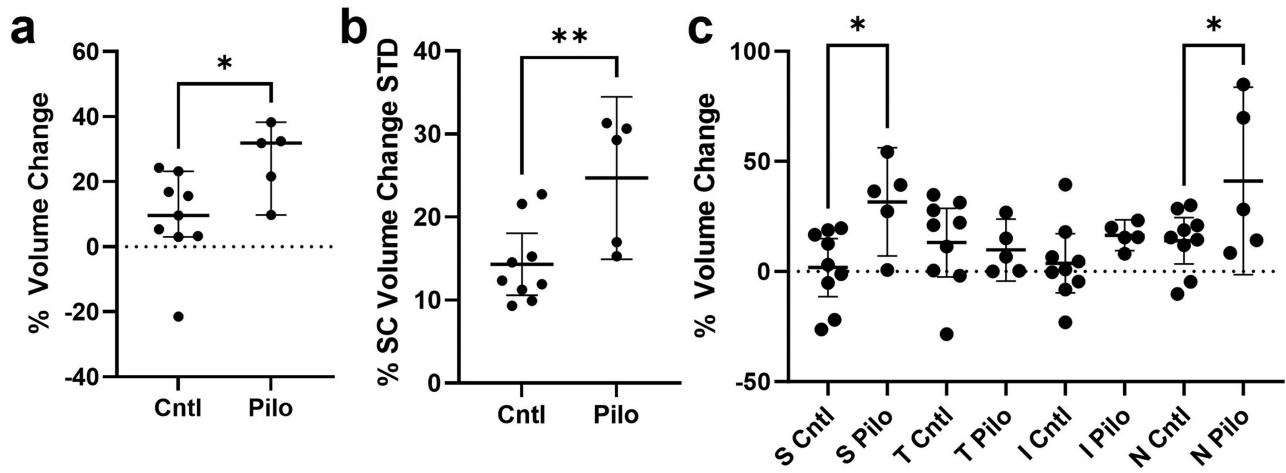 a
% Volume Change
60
40
20
0
-20
-40
*
Cntl
Pilo
b
% SC Volume Change STD
40
30
20
10
0
**
Cntl
Pilo
c
% Volume Change
100
50
0
-50
*
*
S Cntl
S Pilo
T Cntl
T Pilo
I Cntl
I Pilo
N Cntl
N Pilo